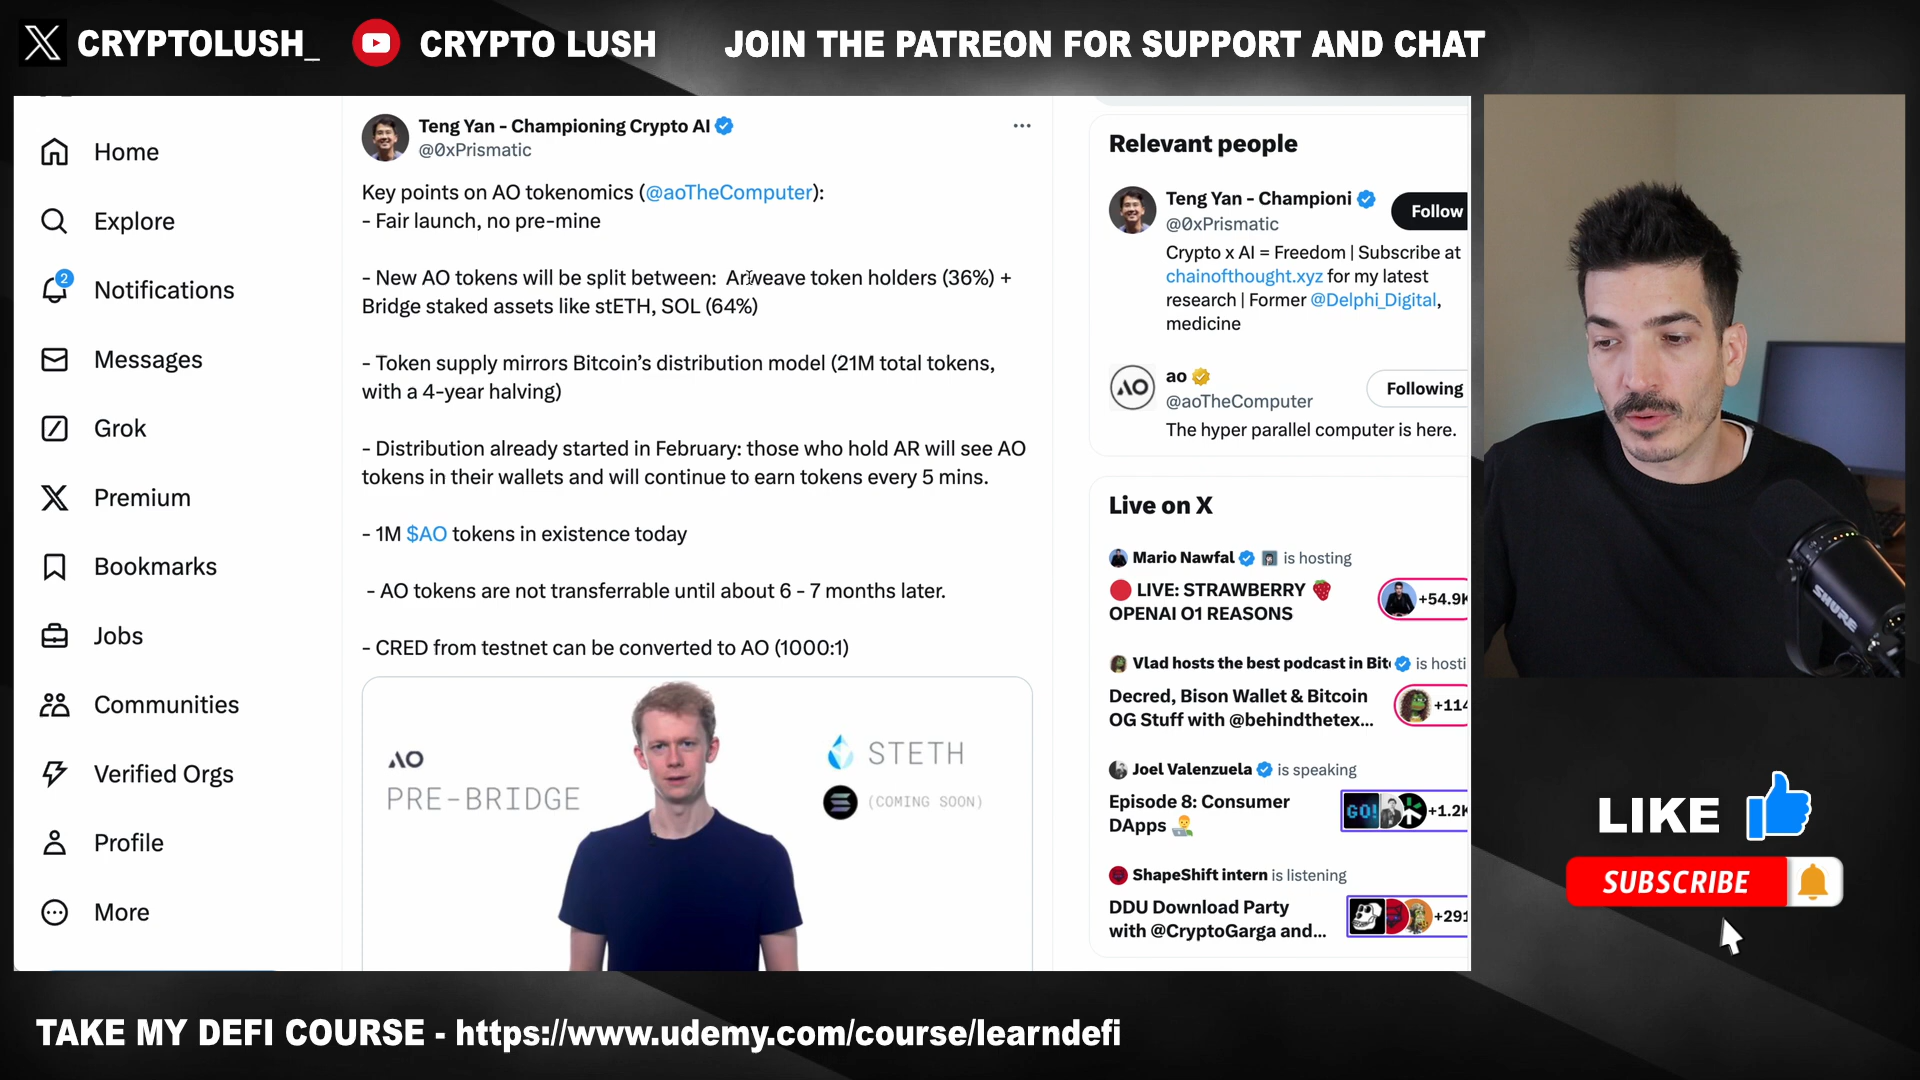 CRYPTOLUSH_
CRYPTO LUSH
JOIN THE PATREON FOR SUPPORT AND CHAT
Home
Explore
2
Notifications
Messages
Grok
Premium
Bookmarks
Jobs
Communities
Verified Orgs
Profile
More
Teng Yan - Championing Crypto AI
@0xPrismatic
Key points on AO tokenomics (@aoTheComputer):
- Fair launch, no pre-mine
- New AO tokens will be split between:  Arweave token holders (36%) +
Bridge staked assets like stETH, SOL (64%)
- Token supply mirrors Bitcoin’s distribution model (21M total tokens,
with a 4-year halving)
- Distribution already started in February: those who hold AR will see AO
tokens in their wallets and will continue to earn tokens every 5 mins.
- 1M $AO tokens in existence today
- AO tokens are not transferrable until about 6 - 7 months later.
- CRED from testnet can be converted to AO (1000:1)
AO
PRE-BRIDGE
STETH
(COMING SOON)
Relevant people
Teng Yan - Championi
@0xPrismatic
Follow
Crypto x AI = Freedom | Subscribe at
chainofthought.xyz for my latest
research | Former @Delphi_Digital,
medicine
AO
ao
@aoTheComputer
Following
The hyper parallel computer is here.
Live on X
Mario Nawfal is hosting
LIVE: STRAWBERRY
OPENAI O1 REASONS
+54.9K
Vlad hosts the best podcast in Bit is hosti
Decred, Bison Wallet & Bitcoin
OG Stuff with @behindthetex...
+114
Joel Valenzuela is speaking
Episode 8: Consumer
DApps
GO!
+1.2K
ShapeShift intern is listening
DDU Download Party
with @CryptoGarga and...
+291
SHURE
LIKE
SUBSCRIBE
TAKE MY DEFI COURSE - https://www.udemy.com/course/learndefi